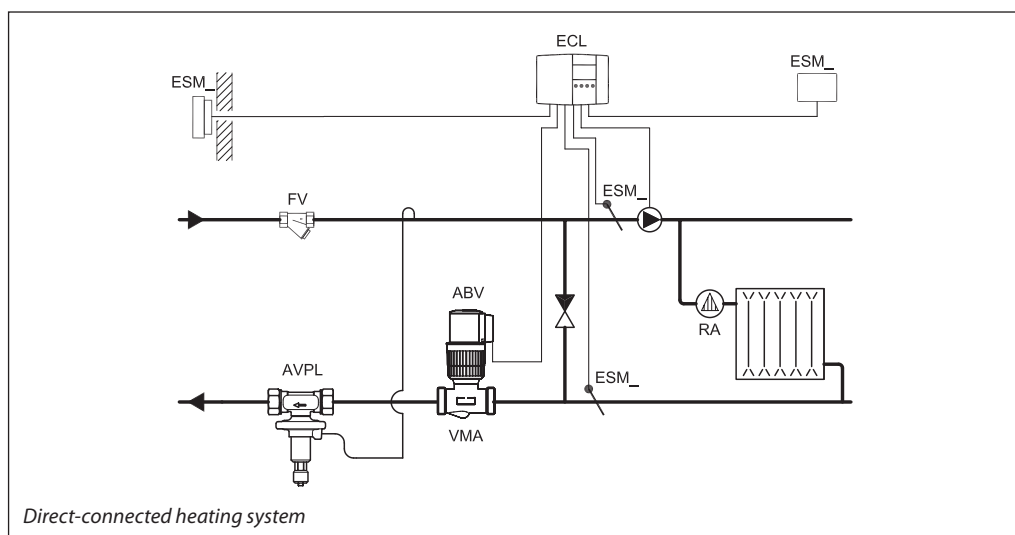 ECL
ESM_
ESM_
FV
ESM_
ABV
RA
AVPL
ESM_
VMA
Direct-connected heating system